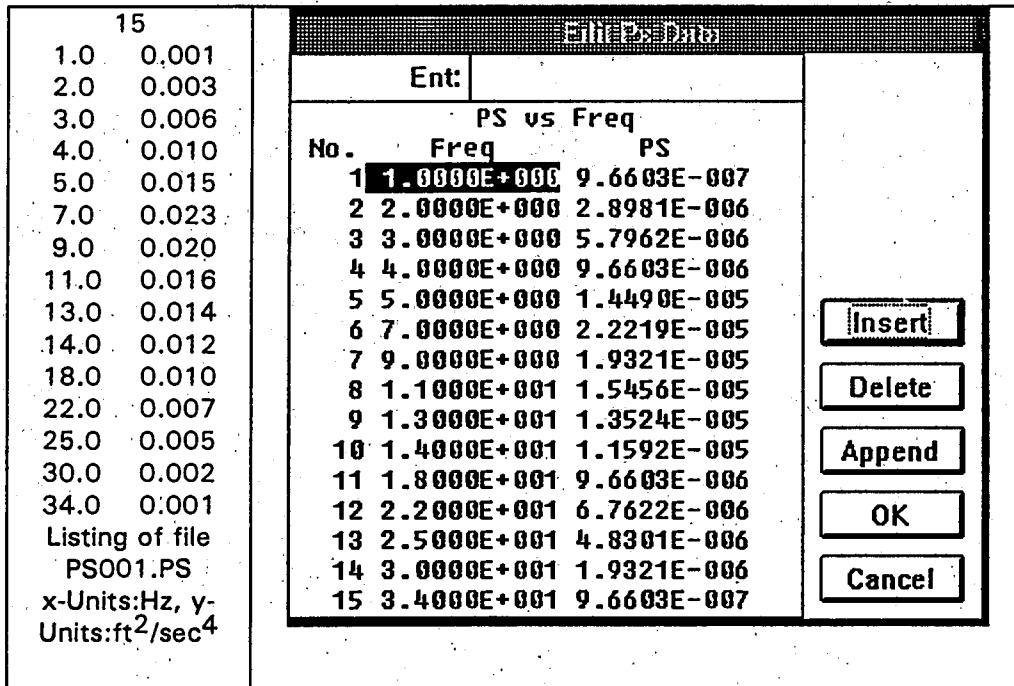 15
1.0 0.001
2.0 0.003
3.0 0.006
4.0 0.010
5.0 0.015
7.0 0.023
9.0 0.020
11.0 0.016
13.0 0.014
14.0 0.012
18.0 0.010
22.0 0.007
25.0 0.005
30.0 0.002
34.0 0.001
Listing of file
PS001.PS
x-Units:Hz, y-
Units:ft²/sec⁴
Edit Ps Data
Ent:
PS vs Freq
No. Freq PS
1 1.0000E+000 9.6603E-007
2 2.0000E+000 2.8981E-006
3 3.0000E+000 5.7962E-006
4 4.0000E+000 9.6603E-006
5 5.0000E+000 1.4490E-005
6 7.0000E+000 2.2219E-005
7 9.0000E+000 1.9321E-005
8 1.1000E+001 1.5456E-005
9 1.3000E+001 1.3524E-005
10 1.4000E+001 1.1592E-005
11 1.8000E+001 9.6603E-006
12 2.2000E+001 6.7622E-006
13 2.5000E+001 4.8301E-006
14 3.0000E+001 1.9321E-006
15 3.4000E+001 9.6603E-007
Insert
Delete
Append
OK
Cancel